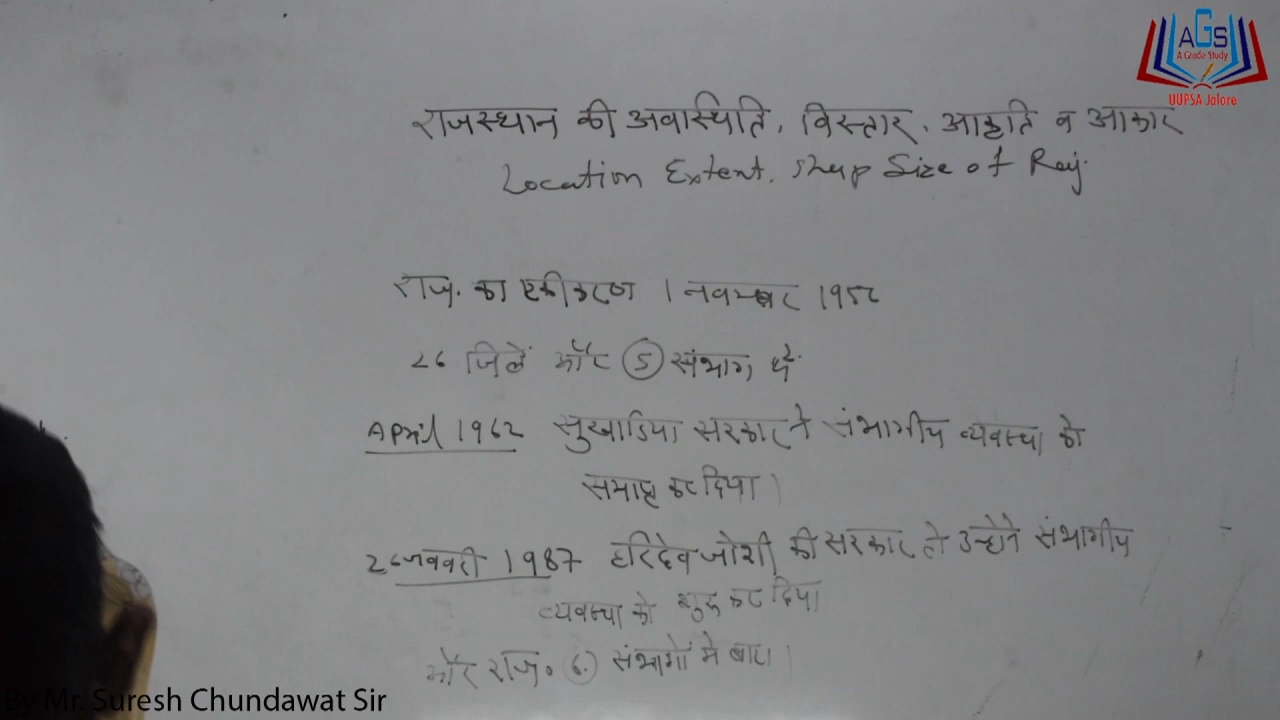 AGS
A Grade Study
UUPSA Jalore
राजस्थान की अवास्थिति, विस्तार, आकृति व आकार
Location Extent. Shap Size of Raj.
राज. का एकीकरण 1 नवम्बर 1956
26 जिलें और 5 संभाग थे.
April 1962 सुखाडिया सरकार ने संभागीय व्यवस्था को
समाप्त कर दिया।
26 जनवरी 1987 हरिदेव जोशी की सरकार तो उन्होने संभागीय
व्यवस्था को शुरू कर दिया
और राज. 6. संभागों मे बाटा।
By Mr. Suresh Chundawat Sir